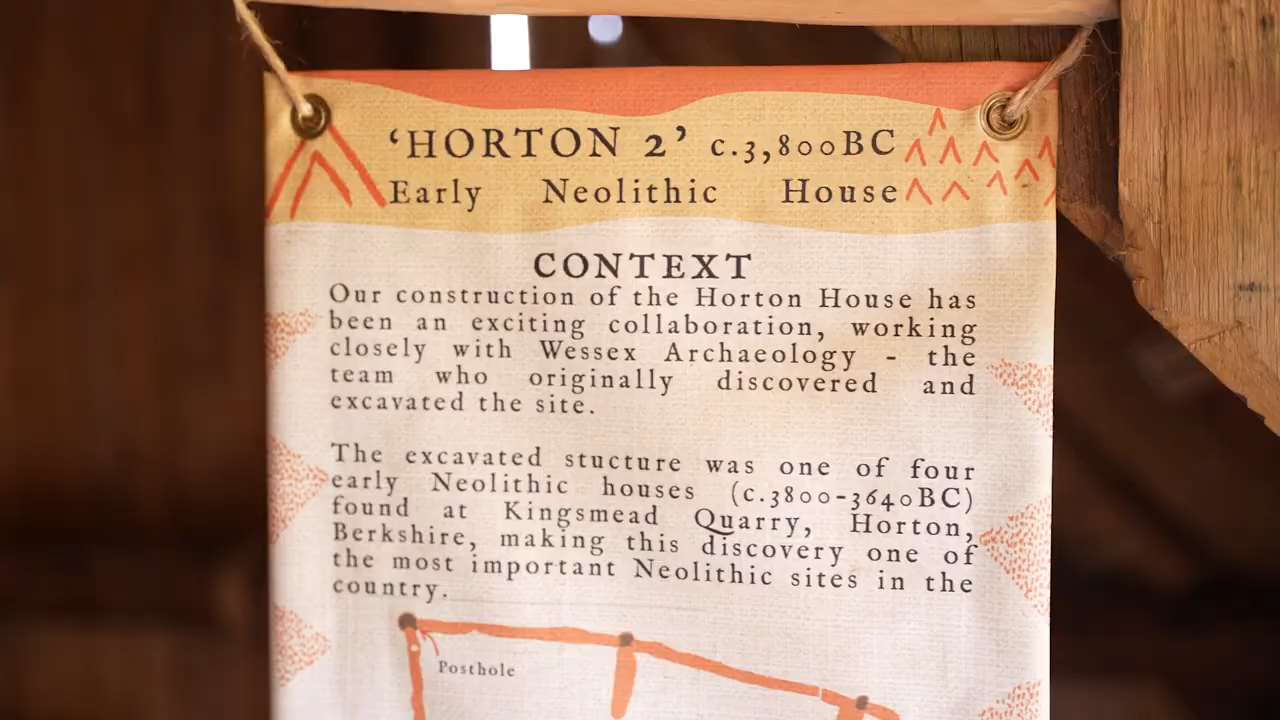 ‘HORTON 2’ c.3,800BC
Early Neolithic House
CONTEXT
Our construction of the Horton House has
been an exciting collaboration, working
closely with Wessex Archaeology - the
team who originally discovered and
excavated the site.
The excavated stucture was one of four
early Neolithic houses (c.3800-3640BC)
found at Kingsmead Quarry, Horton,
Berkshire, making this discovery one of
the most important Neolithic sites in the
country.
Posthole